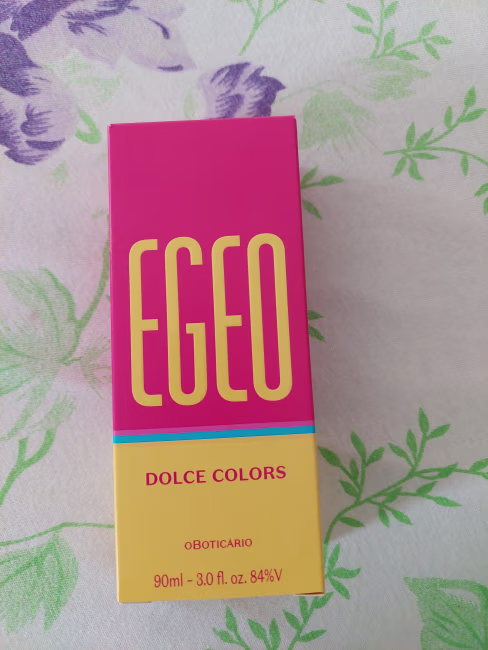 EGEO
DOLCE COLORS
oBOTICÁRIO
90ml - 3.0 fl. oz. 84%V